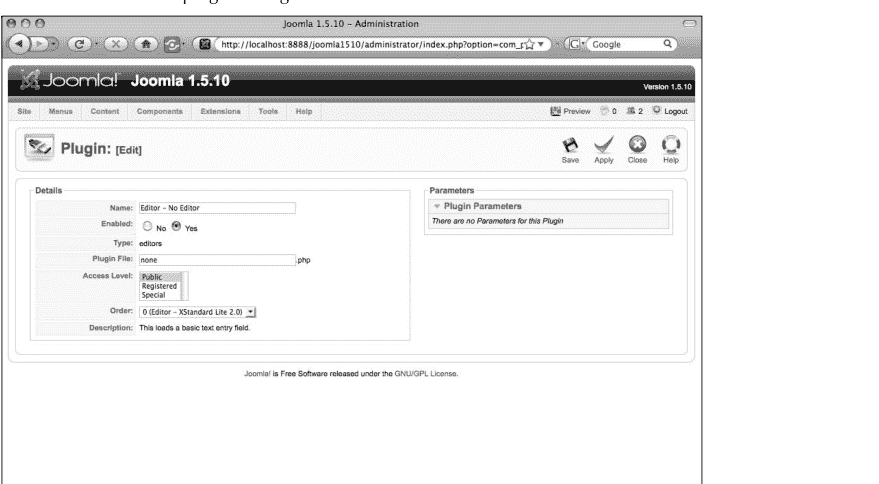 Joomla 1.5.10 – Administration
http://localhost:8888/joomla1510/administrator/index.php?option=com_p
Google
Joomla! Joomla 1.5.10
Version 1.5.10
Site Menus Content Components Extensions Tools Help Preview 0 2 Logout
Plugin: [Edit]
Save Apply Close Help
Details
Name: Editor – No Editor
Enabled: No Yes
Type: editors
Plugin File: none .php
Access Level: Public
Registered
Special
Order: 0 (Editor – XStandard Lite 2.0)
Description: This loads a basic text entry field.
Parameters
Plugin Parameters
There are no Parameters for this Plugin
Joomla! is Free Software released under the GNU/GPL License.